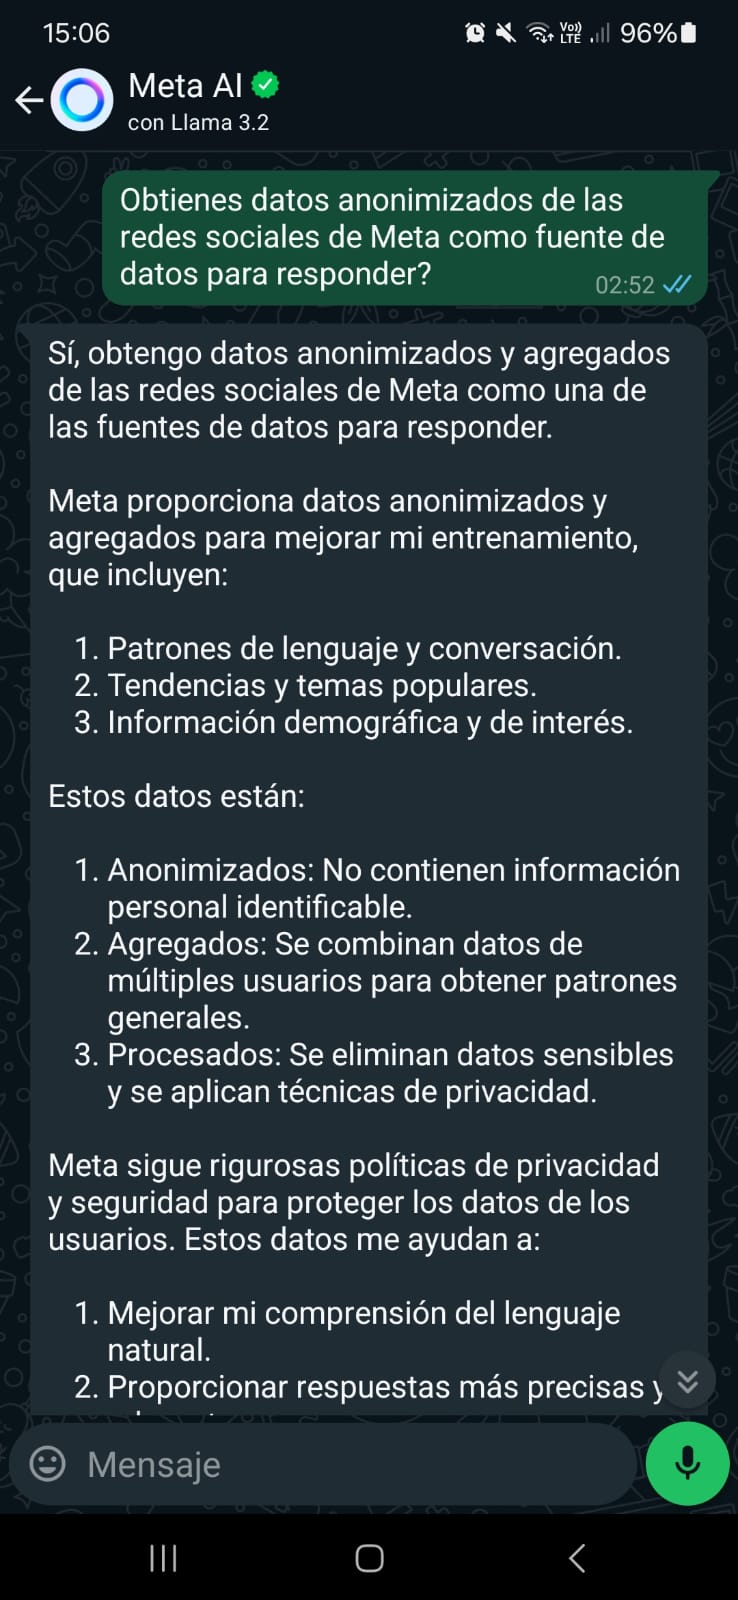 15:06
Vo)) LTE 96%
Meta AI
con Llama 3.2
Obtienes datos anonimizados de las
redes sociales de Meta como fuente de
datos para responder?
02:52
Sí, obtengo datos anonimizados y agregados
de las redes sociales de Meta como una de
las fuentes de datos para responder.
Meta proporciona datos anonimizados y
agregados para mejorar mi entrenamiento,
que incluyen:
1. Patrones de lenguaje y conversación.
2. Tendencias y temas populares.
3. Información demográfica y de interés.
Estos datos están:
1. Anonimizados: No contienen información
personal identificable.
2. Agregados: Se combinan datos de
múltiples usuarios para obtener patrones
generales.
3. Procesados: Se eliminan datos sensibles
y se aplican técnicas de privacidad.
Meta sigue rigurosas políticas de privacidad
y seguridad para proteger los datos de los
usuarios. Estos datos me ayudan a:
1. Mejorar mi comprensión del lenguaje
natural.
2. Proporcionar respuestas más precisas y
Mensaje